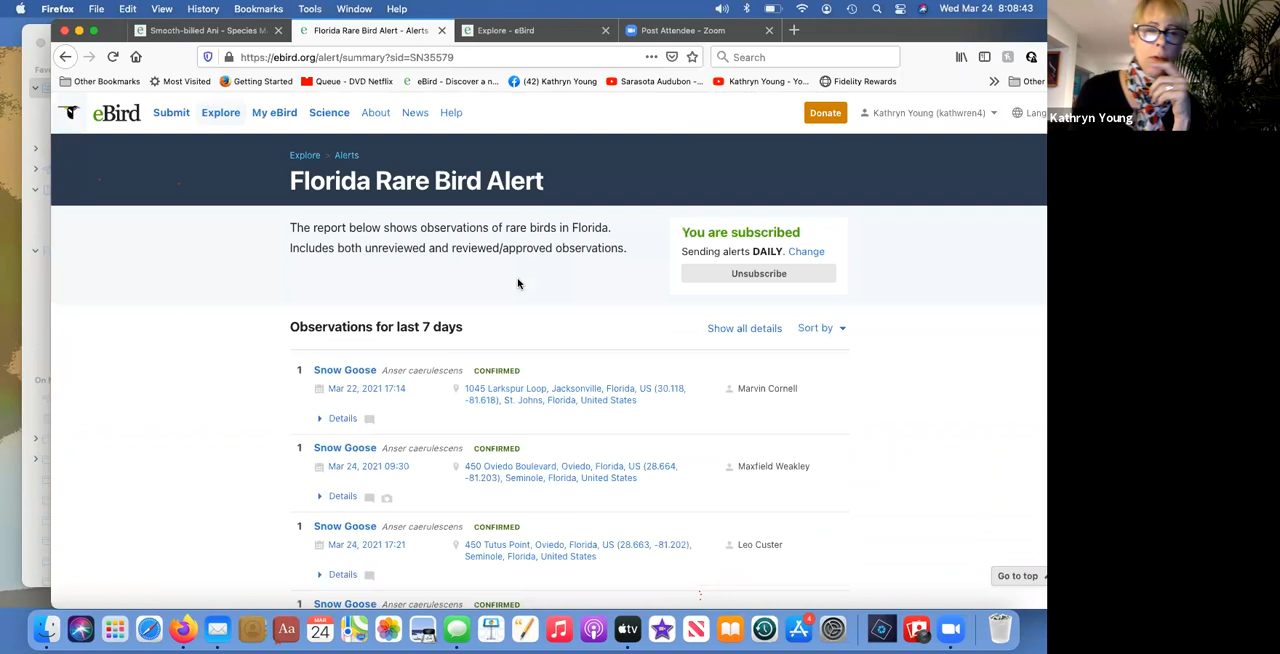 Firefox File Edit View History Bookmarks Tools Window Help Wed Mar 24 8:08:43
Smooth-billed Ani - Species M Florida Rare Bird Alert - Alerts Explore - eBird Post Attendee - Zoom
https://ebird.org/alert/summary?sid=SN35579 Search
Other Bookmarks Most Visited Getting Started Queue - DVD Netflix eBird - Discover a n... (42) Kathryn Young Sarasota Audubon -... Kathryn Young - Yo... Fidelity Rewards Other
eBird Submit Explore My eBird Science About News Help Donate Kathryn Young (kathwren4) Lang
Kathryn Young
Explore > Alerts
Florida Rare Bird Alert
The report below shows observations of rare birds in Florida.
Includes both unreviewed and reviewed/approved observations.
You are subscribed
Sending alerts DAILY. Change
Unsubscribe
Observations for last 7 days Show all details Sort by
1 Snow Goose Anser caerulescens CONFIRMED
Mar 22, 2021 17:14 1045 Larkspur Loop, Jacksonville, Florida, US (30.118, Marvin Cornell
-81.618), St. Johns, Florida, United States
Details
1 Snow Goose Anser caerulescens CONFIRMED
Mar 24, 2021 09:30 450 Oviedo Boulevard, Oviedo, Florida, US (28.664, Maxfield Weakley
-81.203), Seminole, Florida, United States
Details
1 Snow Goose Anser caerulescens CONFIRMED
Mar 24, 2021 17:21 450 Tutus Point, Oviedo, Florida, US (28.663, -81.202), Leo Custer
Seminole, Florida, United States
Details
Go to top
1 Snow Goose Anser caerulescens CONFIRMED
Aa MAR 24 tv 4